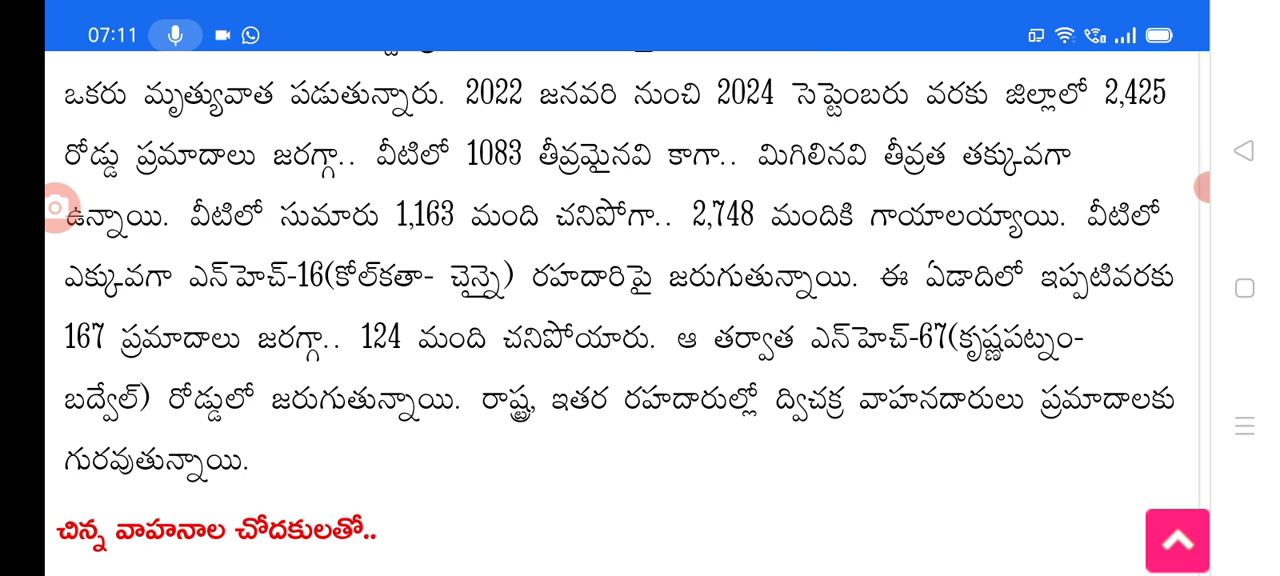 07:11
ఒకరు మృత్యువాత పడుతున్నారు. 2022 జనవరి నుంచి 2024 సెప్టెంబరు వరకు జిల్లాలో 2,425
రోడ్డు ప్రమాదాలు జరగ్గా.. వీటిలో 1083 తీవ్రమైనవి కాగా.. మిగిలినవి తీవ్రత తక్కువగా
ఉన్నాయి. వీటిలో సుమారు 1,163 మంది చనిపోగా.. 2,748 మందికి గాయాలయ్యాయి. వీటిలో
ఎక్కువగా ఎన్‌హెచ్‌-16(కోల్‌కతా- చైన్నై) రహదారిపై జరుగుతున్నాయి. ఈ ఏడాదిలో ఇప్పటివరకు
167 ప్రమాదాలు జరగ్గా.. 124 మంది చనిపోయారు. ఆ తర్వాత ఎన్‌హెచ్‌-67(కృష్ణపట్నం-
బద్వేల్‌) రోడ్డులో జరుగుతున్నాయి. రాష్ట్ర, ఇతర రహదారుల్లో ద్విచక్ర వాహనదారులు ప్రమాదాలకు
గురవుతున్నాయి.
చిన్న వాహనాల చోదకులతో..